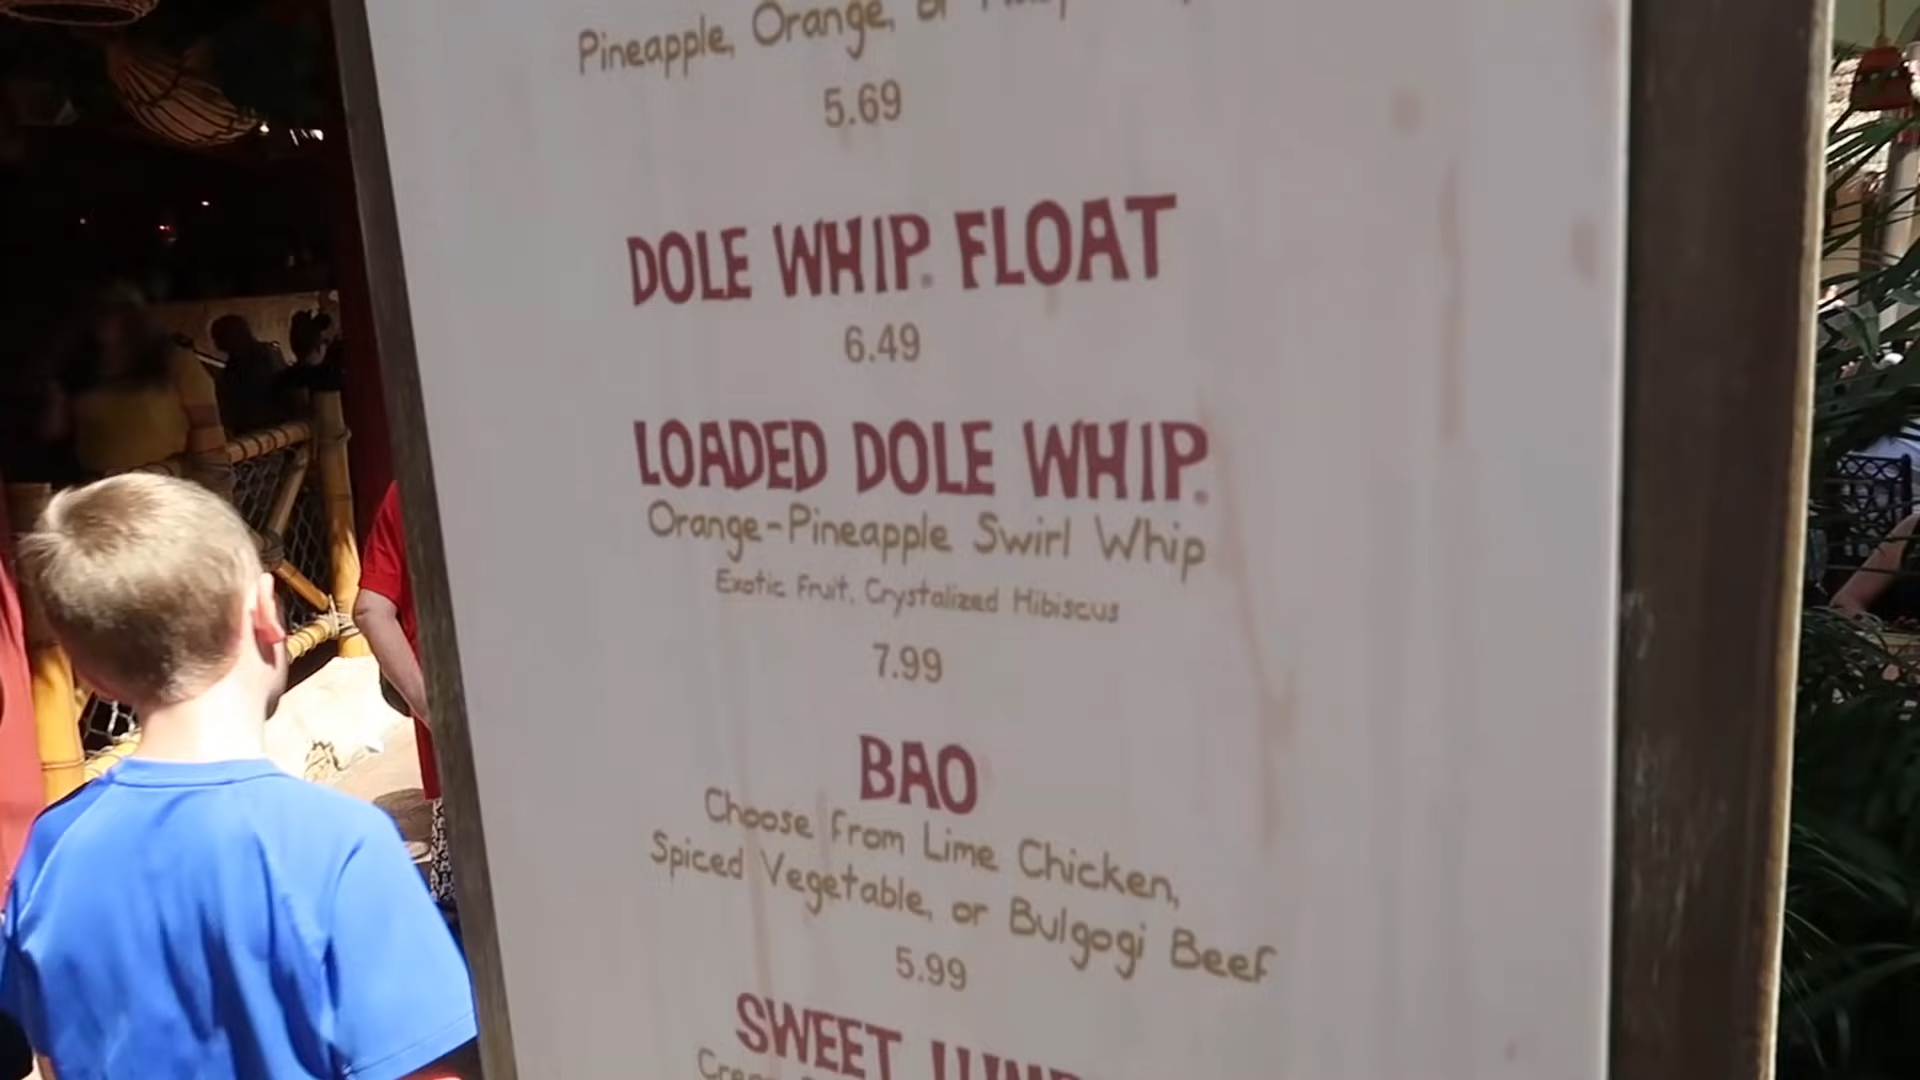 Pineapple, Orange, or
5.69
DOLE WHIP® FLOAT
6.49
LOADED DOLE WHIP®
Orange-Pineapple Swirl Whip
Exotic Fruit, Crystalized Hibiscus
7.99
BAO
Choose from Lime Chicken,
Spiced Vegetable, or Bulgogi Beef
5.99
SWEET